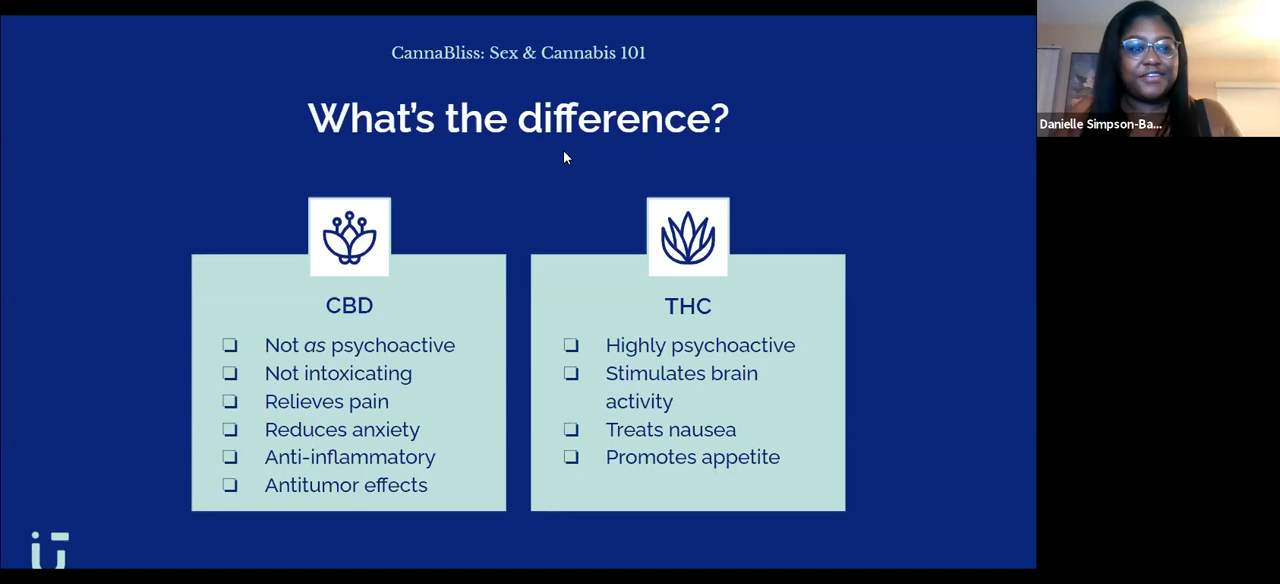 CannaBliss: Sex & Cannabis 101
What's the difference?
CBD
❏ Not as psychoactive
❏ Not intoxicating
❏ Relieves pain
❏ Reduces anxiety
❏ Anti-inflammatory
❏ Antitumor effects
THC
❏ Highly psychoactive
❏ Stimulates brain
activity
❏ Treats nausea
❏ Promotes appetite
Danielle Simpson-Ba...